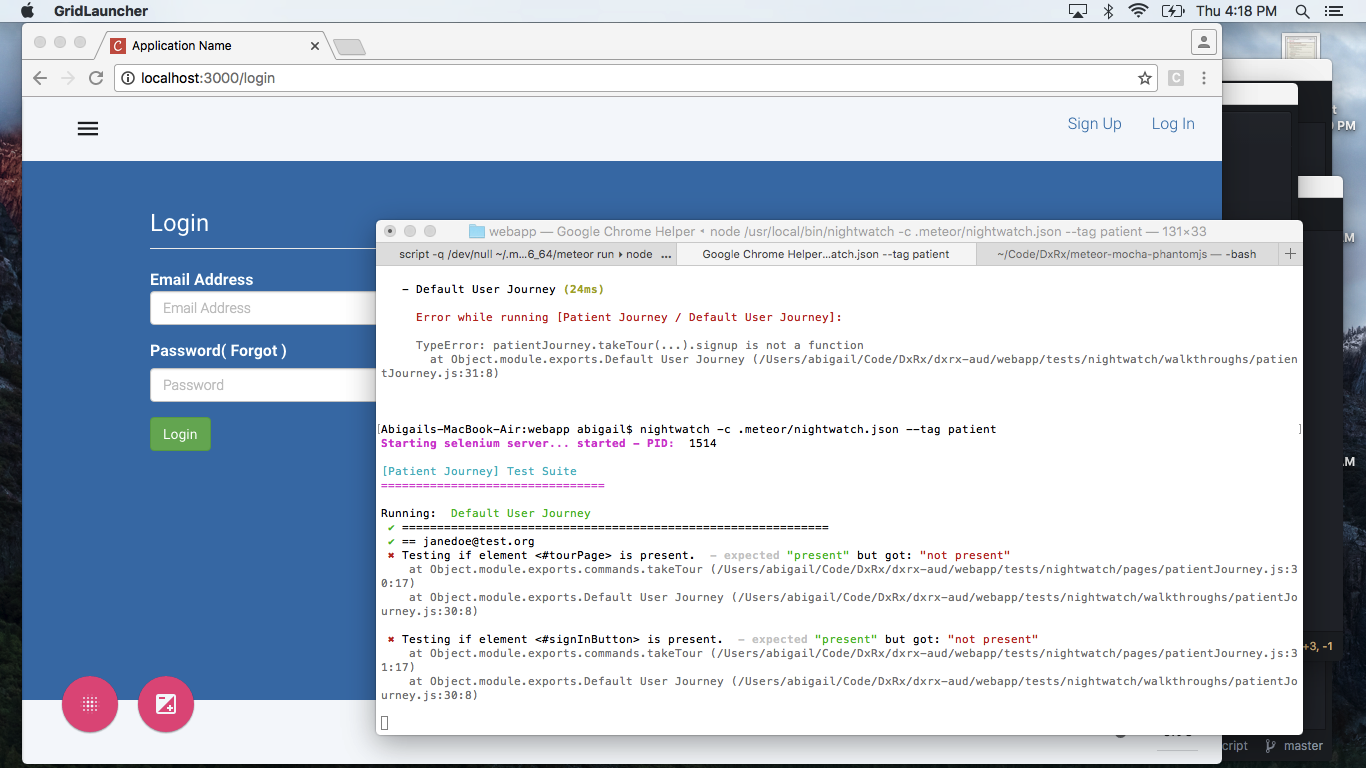 GridLauncher
Thu 4:18 PM
Application Name
localhost:3000/login
C
Sign Up
Log In
Login
Email Address
Email Address
Password( Forgot )
Password
Login
webapp — Google Chrome Helper • node /usr/local/bin/nightwatch -c .meteor/nightwatch.json --tag patient — 131×33
script -q /dev/null ~/.m...6_64/meteor run ▸ node ...
Google Chrome Helper...atch.json --tag patient
~/Code/DxRx/meteor-mocha-phantomjs — -bash
- Default User Journey (24ms)
Error while running [Patient Journey / Default User Journey]:
TypeError: patientJourney.takeTour(...).signup is not a function
at Object.module.exports.Default User Journey (/Users/abigail/Code/DxRx/dxrx-aud/webapp/tests/nightwatch/walkthroughs/patien
tJourney.js:31:8)
[Abigails-MacBook-Air:webapp abigail$ nightwatch -c .meteor/nightwatch.json --tag patient ]
Starting selenium server... started - PID: 1514
[Patient Journey] Test Suite
================================
Running: Default User Journey
✔ =============================================================
✔ == janedoe@test.org
✖ Testing if element <#tourPage> is present. - expected "present" but got: "not present"
at Object.module.exports.commands.takeTour (/Users/abigail/Code/DxRx/dxrx-aud/webapp/tests/nightwatch/pages/patientJourney.js:3
0:17)
at Object.module.exports.Default User Journey (/Users/abigail/Code/DxRx/dxrx-aud/webapp/tests/nightwatch/walkthroughs/patientJo
urney.js:30:8)
✖ Testing if element <#signInButton> is present. - expected "present" but got: "not present"
at Object.module.exports.commands.takeTour (/Users/abigail/Code/DxRx/dxrx-aud/webapp/tests/nightwatch/pages/patientJourney.js:3
1:17)
at Object.module.exports.Default User Journey (/Users/abigail/Code/DxRx/dxrx-aud/webapp/tests/nightwatch/walkthroughs/patientJo
urney.js:30:8)
PM
+3, -1
cript
master